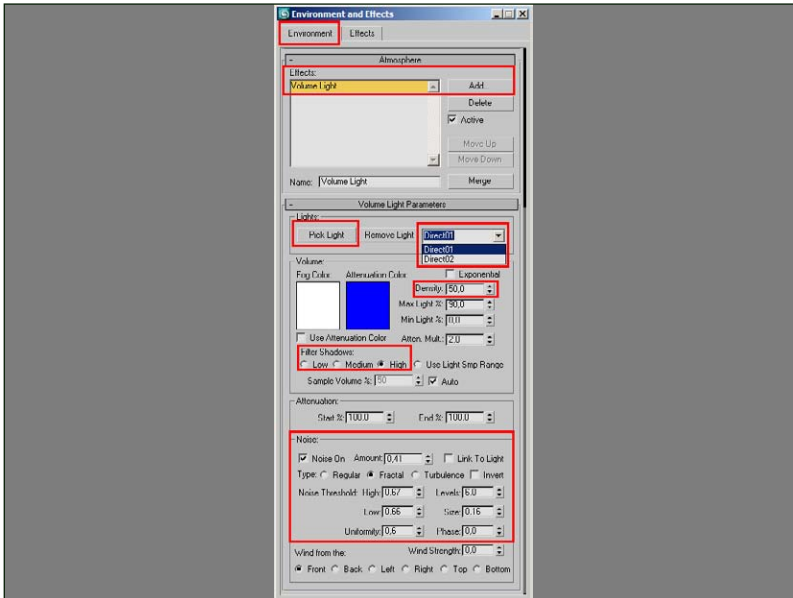 Environment and Effects
Environment Effects
Atmosphere
Effects:
Volume Light Add...
Delete
Active
Move Up
Move Down
Name: Volume Light Merge
Volume Light Parameters
Lights:
Pick Light Remove Light Direct01
Direct01
Direct02
Volume:
Fog Color: Attenuation Color: Exponential
Density: 50,0
Max Light %: 90,0
Min Light %: 0,0
Use Attenuation Color Atten. Mult.: 2,0
Filter Shadows:
Low Medium High Use Light Smp Range
Sample Volume %: 50 Auto
Attenuation:
Start %: 100,0 End %: 100,0
Noise:
Noise On Amount: 0,41 Link To Light
Type: Regular Fractal Turbulence Invert
Noise Threshold: High: 0,67 Levels: 6,0
Low: 0,66 Size: 0,16
Uniformity: 0,6 Phase: 0,0
Wind from the: Wind Strength: 0,0
Front Back Left Right Top Bottom